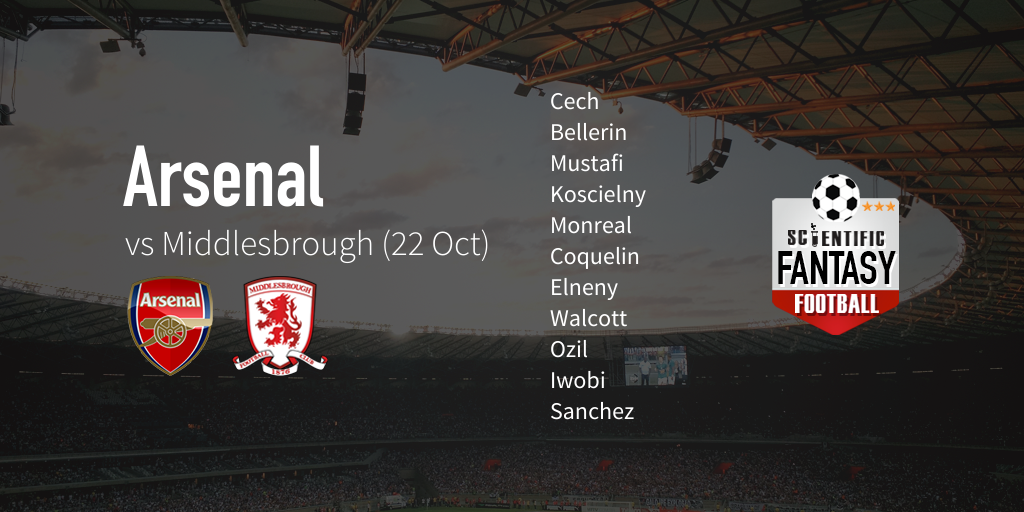 Arsenal
vs Middlesbrough (22 Oct)
Arsenal
MIDDLESBROUGH
FOOTBALL CLUB
1876
Cech
Bellerin
Mustafi
Koscielny
Monreal
Coquelin
Elneny
Walcott
Ozil
Iwobi
Sanchez
SCIENTIFIC
FANTASY
FOOTBALL